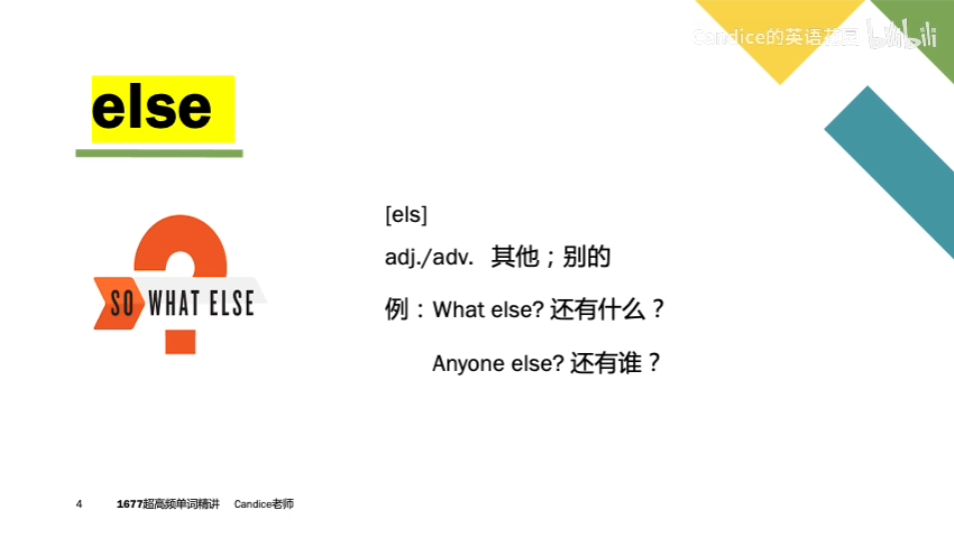 Candice的英语花园 bilibili
else
[els]
adj./adv. 其他；别的
SO WHAT ELSE
例：What else? 还有什么？
Anyone else? 还有谁？
4 1677超高频单词精讲 Candice老师